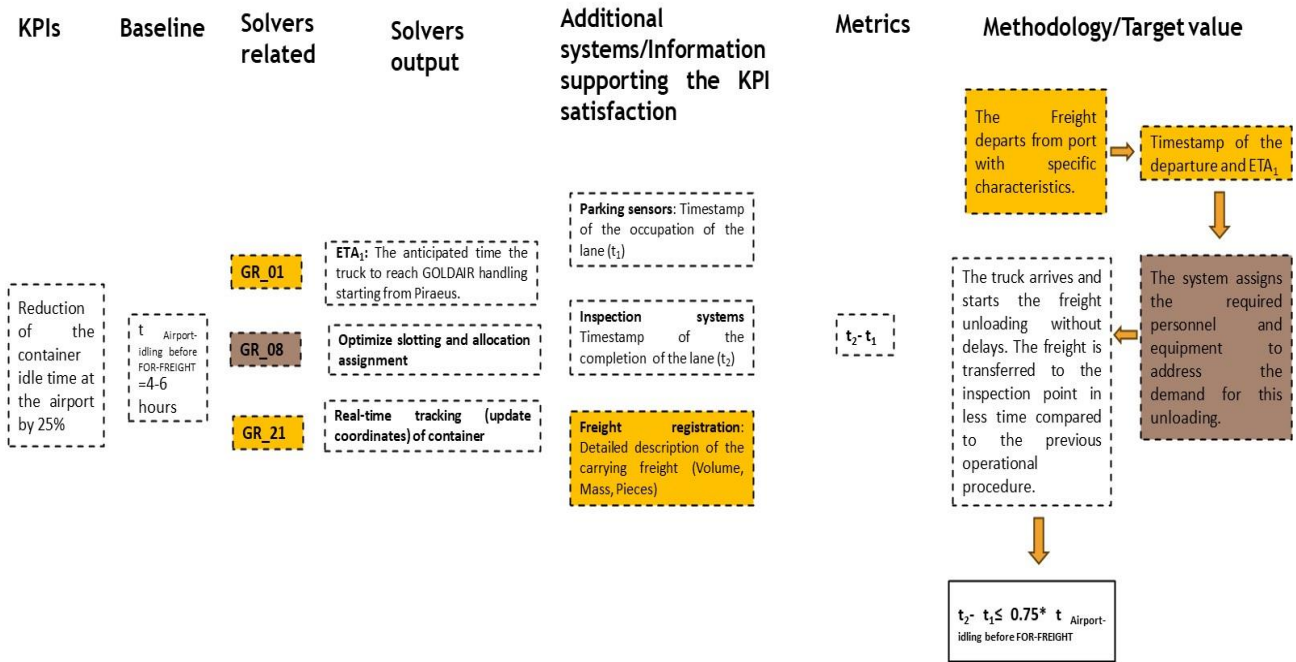 KPIs
Baseline
Solvers
related
Solvers
output
Additional
systems/Information
supporting the KPI
satisfaction
Metrics
Methodology/Target value
Reduction
of the
container
idle time at
the airport
by 25%
t Airport-
idling before
FOR-FREIGHT
=4-6
hours
GR_01
GR_08
GR_21
ETA₁: The anticipated time the
truck to reach GOLDAIR handling
starting from Piraeus.
Optimize slotting and allocation
assignment
Real-time tracking (update
coordinates) of container
Parking sensors: Timestamp
of the occupation of the
lane (t₁)
Inspection systems
Timestamp of the
completion of the lane (t₂)
Freight registration:
Detailed description of the
carrying freight (Volume,
Mass, Pieces)
t₂- t₁
The Freight
departs from port
with specific
characteristics.
Timestamp of the
departure and ETA₁
The system assigns
the required
personnel and
equipment to
address the
demand for this
unloading.
The truck arrives and
starts the freight
unloading without
delays. The freight is
transferred to the
inspection point in
less time compared
to the previous
operational
procedure.
t₂- t₁≤ 0.75* t Airport-
idling before FOR-FREIGHT